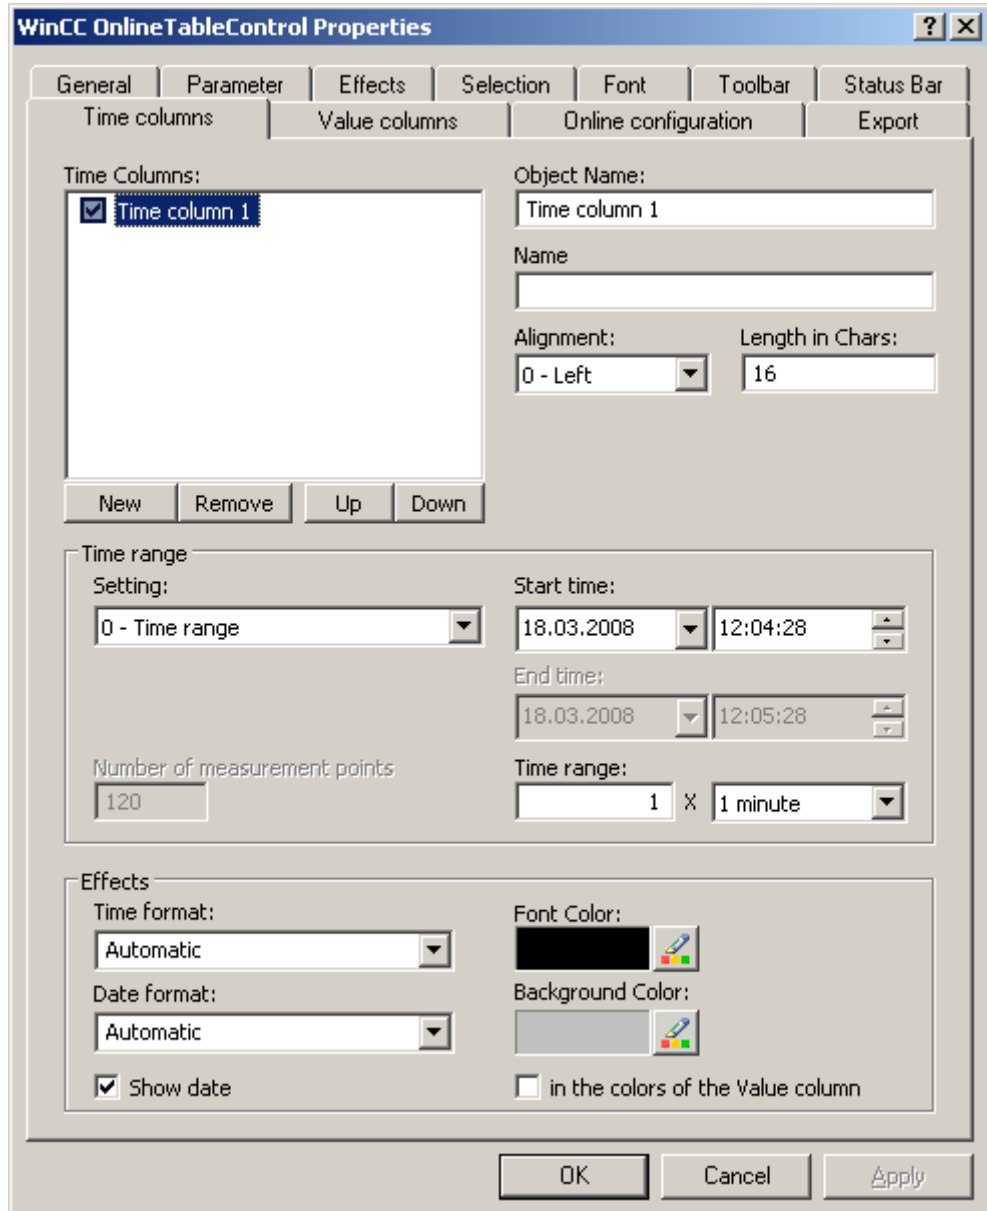 WinCC OnlineTableControl Properties
General Parameter Effects Selection Font Toolbar Status Bar
Time columns Value columns Online configuration Export
Time Columns:
Time column 1
Object Name:
Time column 1
Name
Alignment: Length in Chars:
0 - Left 16
New Remove Up Down
Time range
Setting:
0 - Time range
Start time:
18.03.2008 12:04:28
End time:
18.03.2008 12:05:28
Number of measurement points
120
Time range:
1 X 1 minute
Effects
Time format:
Automatic
Date format:
Automatic
Show date
Font Color:
Background Color:
in the colors of the Value column
OK Cancel Apply